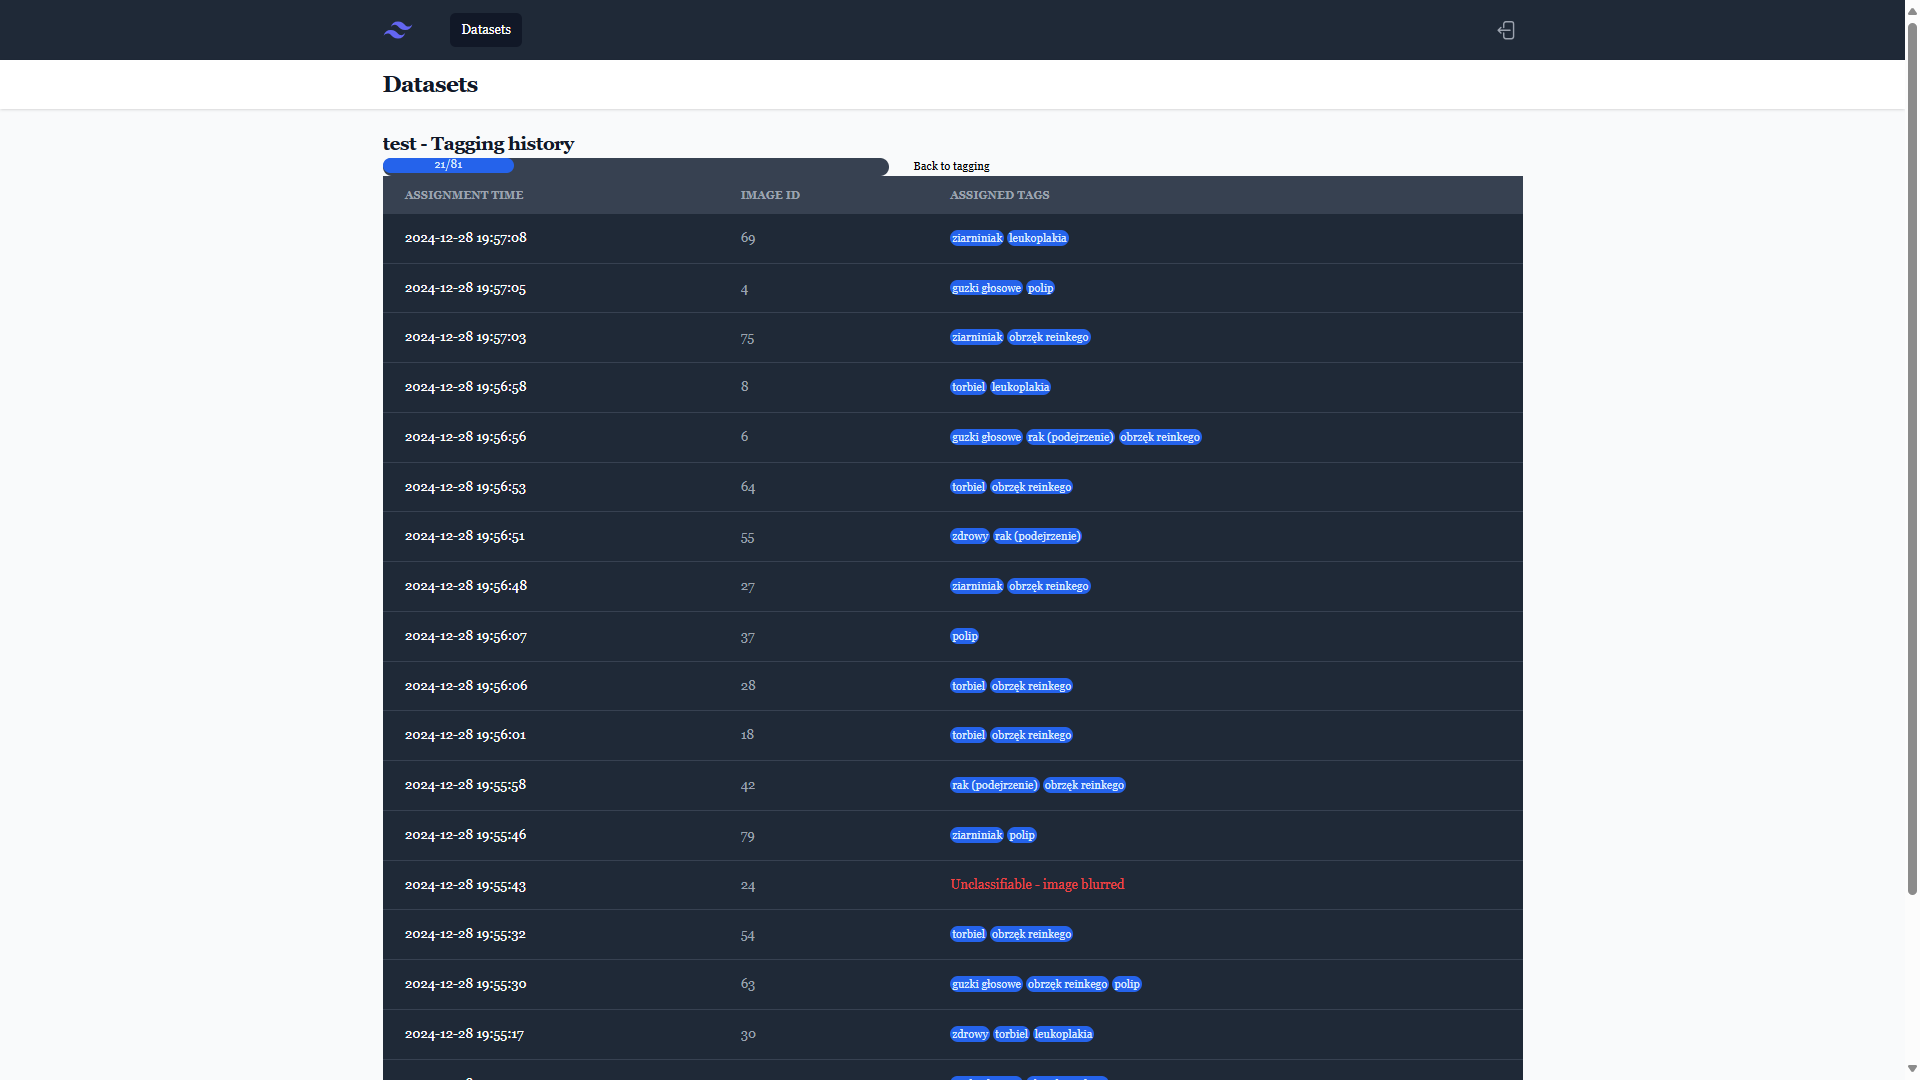 Datasets
Datasets
test - Tagging history
21/81 Back to tagging
ASSIGNMENT TIME IMAGE ID ASSIGNED TAGS
2024-12-28 19:57:08 69 ziarniniak leukoplakia
2024-12-28 19:57:05 4 guzki głosowe polip
2024-12-28 19:57:03 75 ziarniniak obrzęk reinkego
2024-12-28 19:56:58 8 torbiel leukoplakia
2024-12-28 19:56:56 6 guzki głosowe rak (podejrzenie) obrzęk reinkego
2024-12-28 19:56:53 64 torbiel obrzęk reinkego
2024-12-28 19:56:51 55 zdrowy rak (podejrzenie)
2024-12-28 19:56:48 27 ziarniniak obrzęk reinkego
2024-12-28 19:56:07 37 polip
2024-12-28 19:56:06 28 torbiel obrzęk reinkego
2024-12-28 19:56:01 18 torbiel obrzęk reinkego
2024-12-28 19:55:58 42 rak (podejrzenie) obrzęk reinkego
2024-12-28 19:55:46 79 ziarniniak polip
2024-12-28 19:55:43 24 Unclassifiable - image blurred
2024-12-28 19:55:32 54 torbiel obrzęk reinkego
2024-12-28 19:55:30 63 guzki głosowe obrzęk reinkego polip
2024-12-28 19:55:17 30 zdrowy torbiel leukoplakia